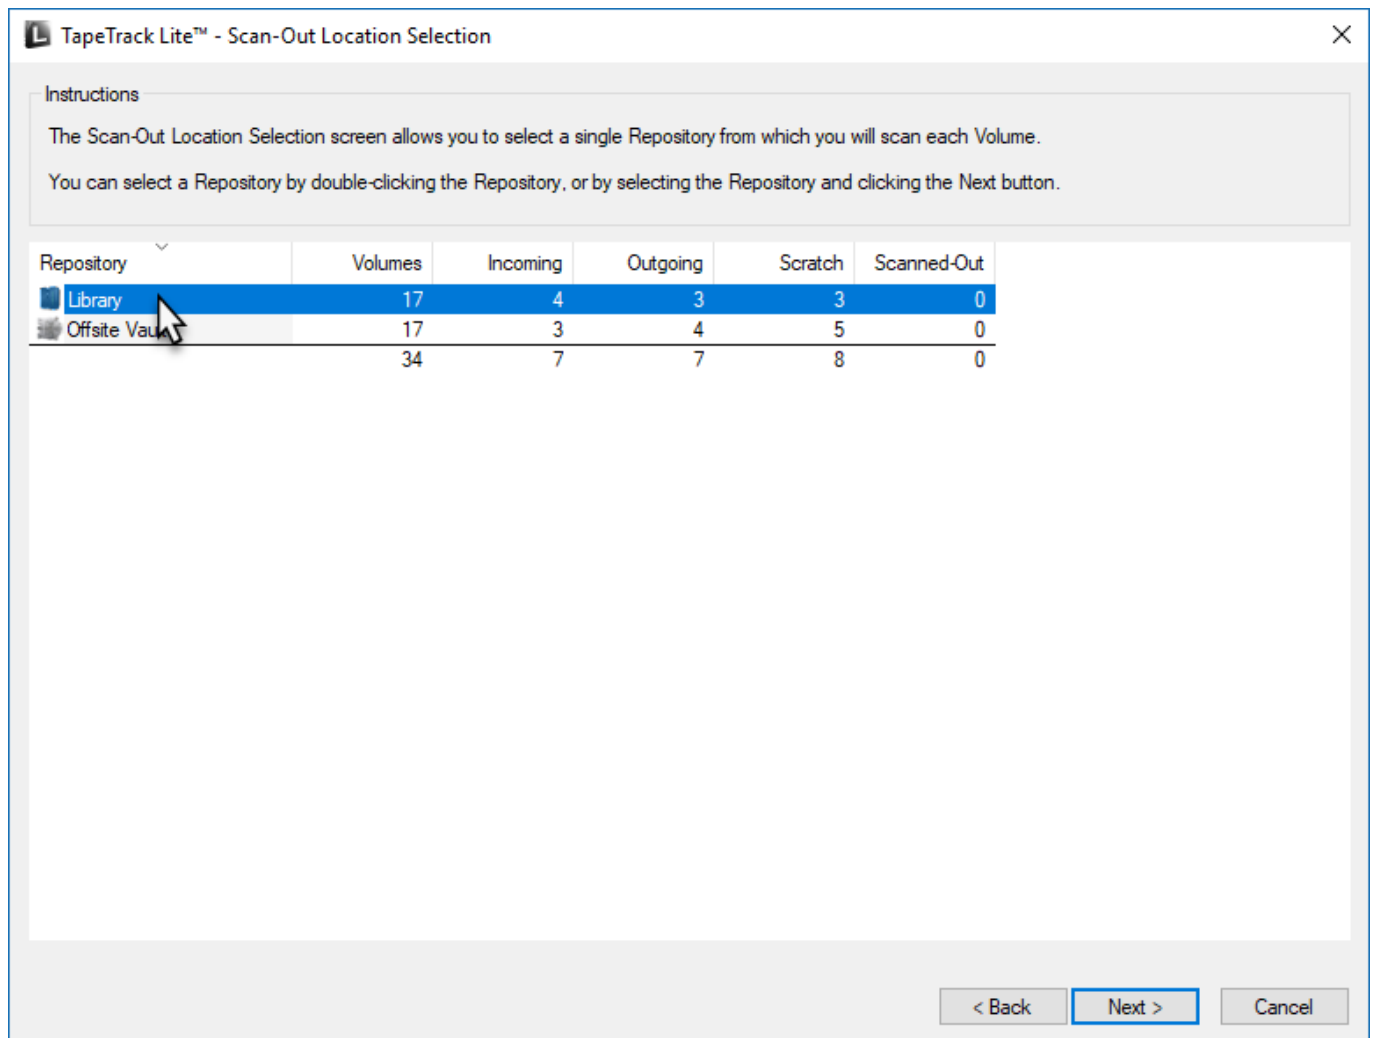 TapeTrack Lite™ - Scan-Out Location Selection
Instructions
The Scan-Out Location Selection screen allows you to select a single Repository from which you will scan each Volume.
You can select a Repository by double-clicking the Repository, or by selecting the Repository and clicking the Next button.
Repository Volumes Incoming Outgoing Scratch Scanned-Out
Library 17 4 3 3 0
Offsite 17 3 4 5 0
34 7 7 8 0
< Back Next > Cancel